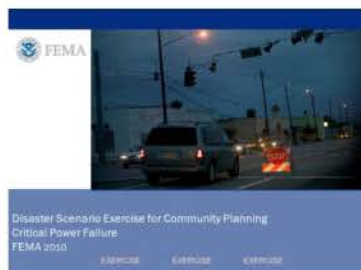 FEMA
STOP
Disaster Scenario Exercise for Community Planning
Critical Power Failure
FEMA 2010
EXERCISE EXERCISE EXERCISE